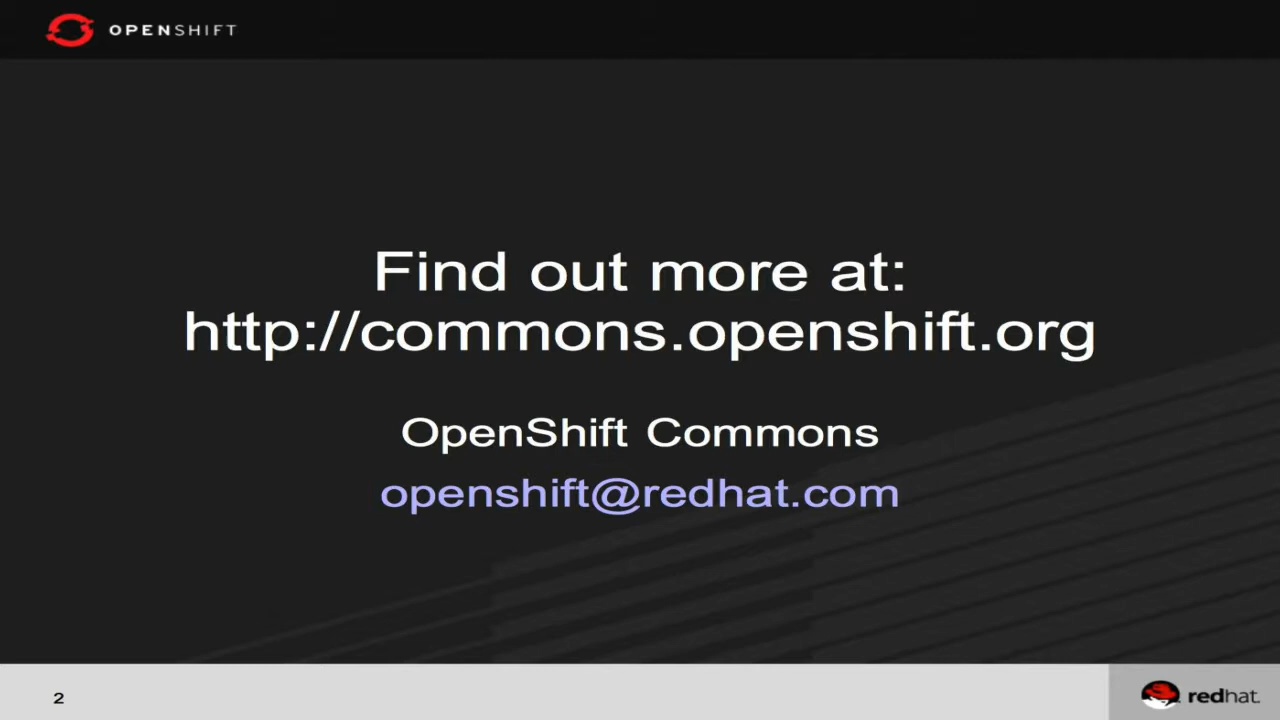 OPENSHIFT
Find out more at:
http://commons.openshift.org
OpenShift Commons
openshift@redhat.com
2
redhat.